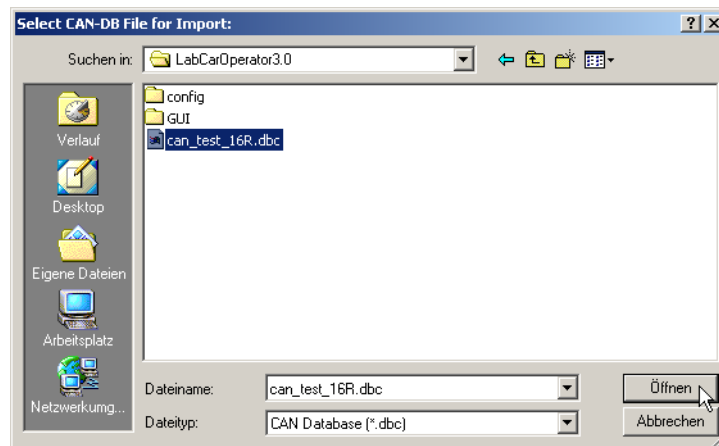 Select CAN-DB File for Import:
Suchen in:
LabCarOperator3.0
Verlauf
Desktop
Eigene Dateien
Arbeitsplatz
Netzwerkumg...
config
GUI
can_test_16R.dbc
Dateiname:
can_test_16R.dbc
Öffnen
Dateityp:
CAN Database (*.dbc)
Abbrechen